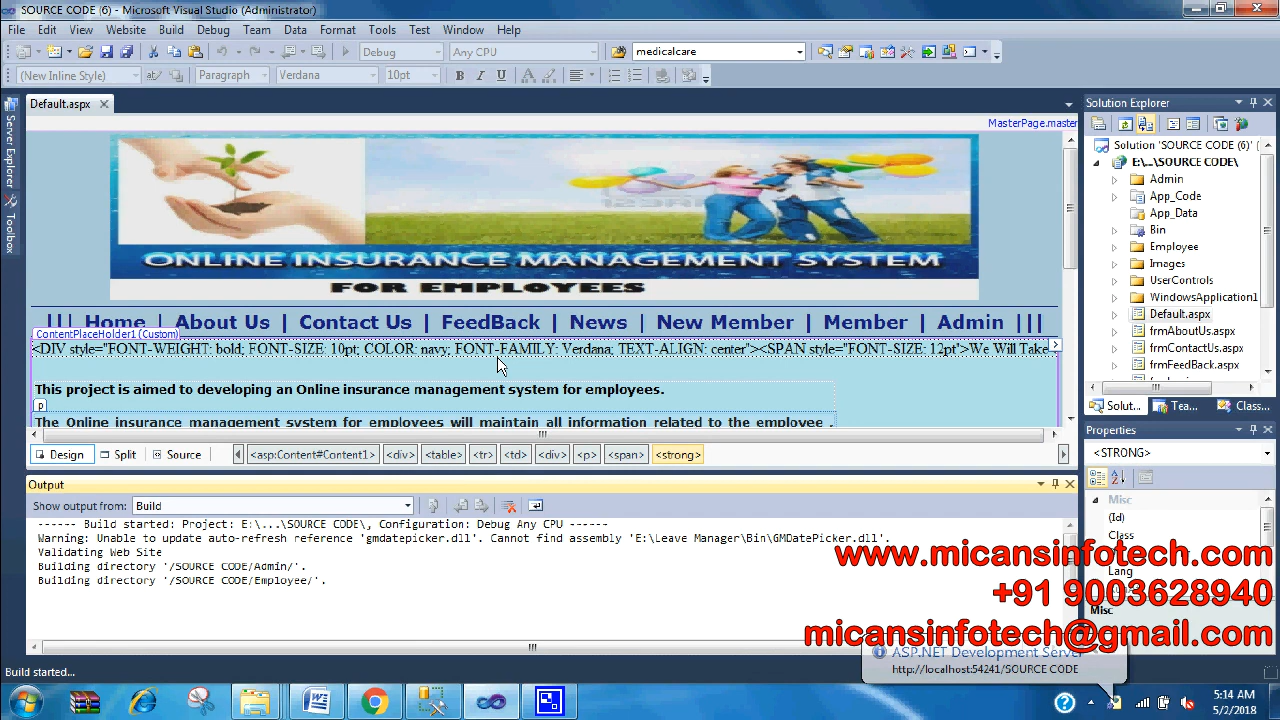 SOURCE CODE (6) - Microsoft Visual Studio (Administrator)
File Edit View Website Build Debug Team Data Format Tools Test Window Help
Debug Any CPU medicalcare
(New Inline Style) Paragraph Verdana 10pt B I U A
Default.aspx
MasterPage.master
Server Explorer
Toolbox
ONLINE INSURANCE MANAGEMENT SYSTEM
FOR EMPLOYEES
||| Home | About Us | Contact Us | FeedBack | News | New Member | Member | Admin |||
ContentPlaceHolder1 (Custom)
<DIV style="FONT-WEIGHT: bold; FONT-SIZE: 10pt; COLOR: navy; FONT-FAMILY: Verdana; TEXT-ALIGN: center"><SPAN style="FONT-SIZE: 12pt">We Will Take
This project is aimed to developing an Online insurance management system for employees.
p
The Online insurance management system for employees will maintain all information related to the employee ,
Design Split Source <asp:Content#Content1> <div> <table> <tr> <td> <div> <p> <span> <strong>
Output
Show output from: Build
------ Build started: Project: E:\...\SOURCE CODE\, Configuration: Debug Any CPU ------
Warning: Unable to update auto-refresh reference 'gmdatepicker.dll'. Cannot find assembly 'E:\Leave Manager\Bin\GMDatePicker.dll'.
Validating Web Site
Building directory '/SOURCE CODE/Admin/'.
Building directory '/SOURCE CODE/Employee/'.
Build started...
Solution Explorer
Solution 'SOURCE CODE (6)' (
E:\...\SOURCE CODE\
Admin
App_Code
App_Data
Bin
Employee
Images
UserControls
WindowsApplication1
Default.aspx
frmAboutUs.aspx
frmContactUs.aspx
frmFeedBack.aspx
Solut... Tea... Class...
Properties
<STRONG>
Misc
(Id)
Class
Lang
Misc
www.micansinfotech.com
+91 9003628940
micansinfotech@gmail.com
ASP.NET Development Server
http://localhost:54241/SOURCE CODE
5:14 AM
5/2/2018